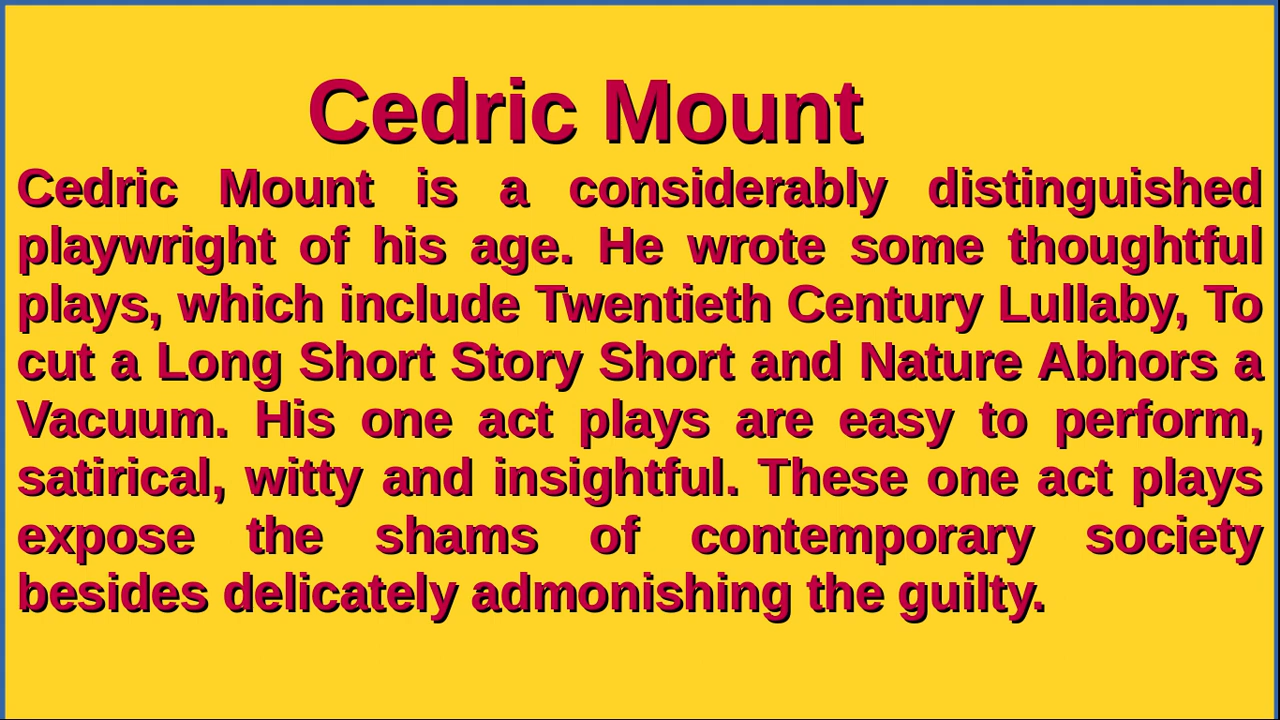 Cedric Mount
Cedric Mount is a considerably distinguished
playwright of his age. He wrote some thoughtful
plays, which include Twentieth Century Lullaby, To
cut a Long Short Story Short and Nature Abhors a
Vacuum. His one act plays are easy to perform,
satirical, witty and insightful. These one act plays
expose the shams of contemporary society
besides delicately admonishing the guilty.